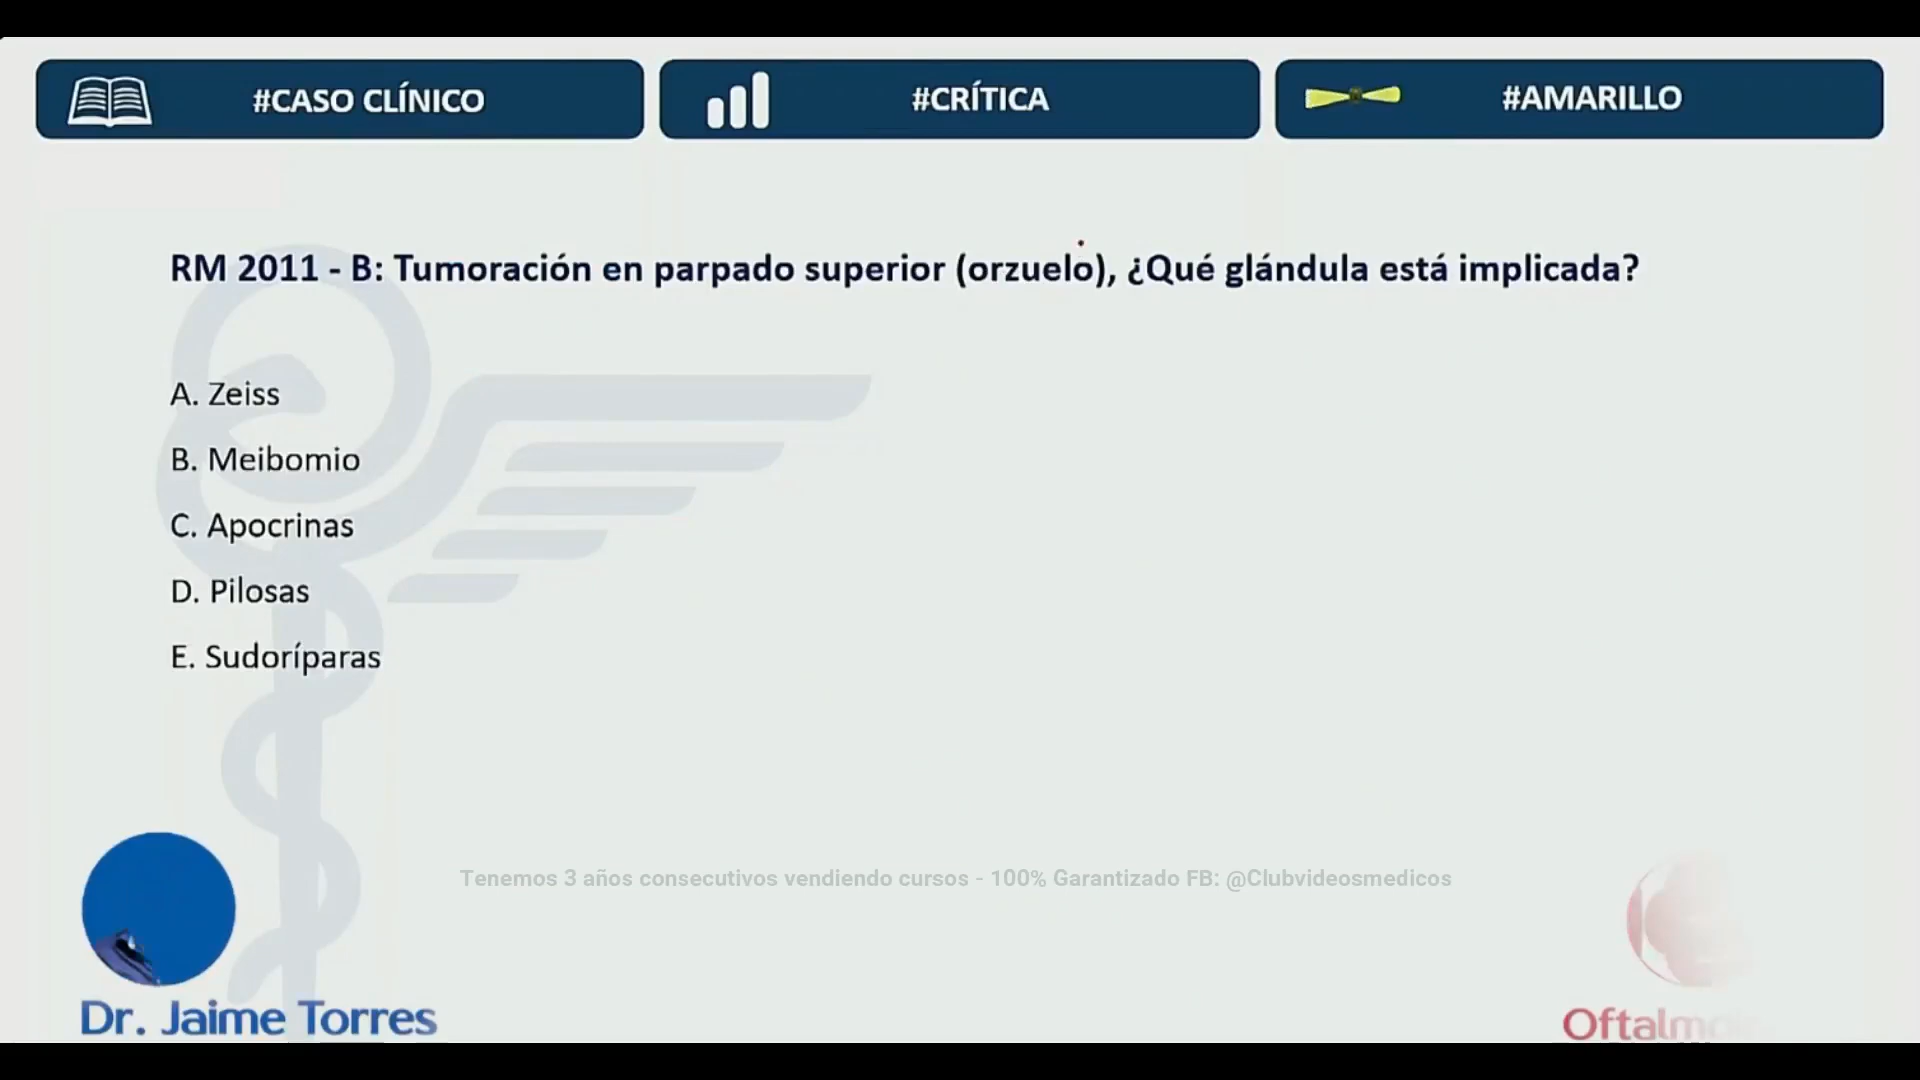 #CASO CLÍNICO
#CRÍTICA
#AMARILLO
RM 2011 - B: Tumoración en parpado superior (orzuelo), ¿Qué glándula está implicada?
A. Zeiss
B. Meibomio
C. Apocrinas
D. Pilosas
E. Sudoríparas
Tenemos 3 años consecutivos vendiendo cursos - 100% Garantizado FB: @Clubvideosmedicos
Dr. Jaime Torres